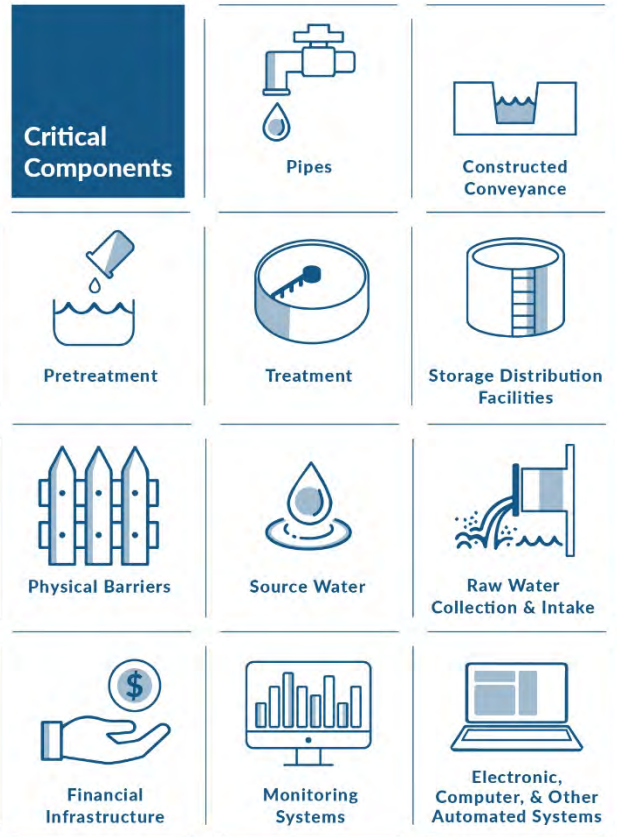 Critical
Components
Pipes
Constructed
Conveyance
Pretreatment
Treatment
Storage Distribution
Facilities
Physical Barriers
Source Water
Raw Water
Collection & Intake
$
Financial
Infrastructure
Monitoring
Systems
Electronic,
Computer, & Other
Automated Systems